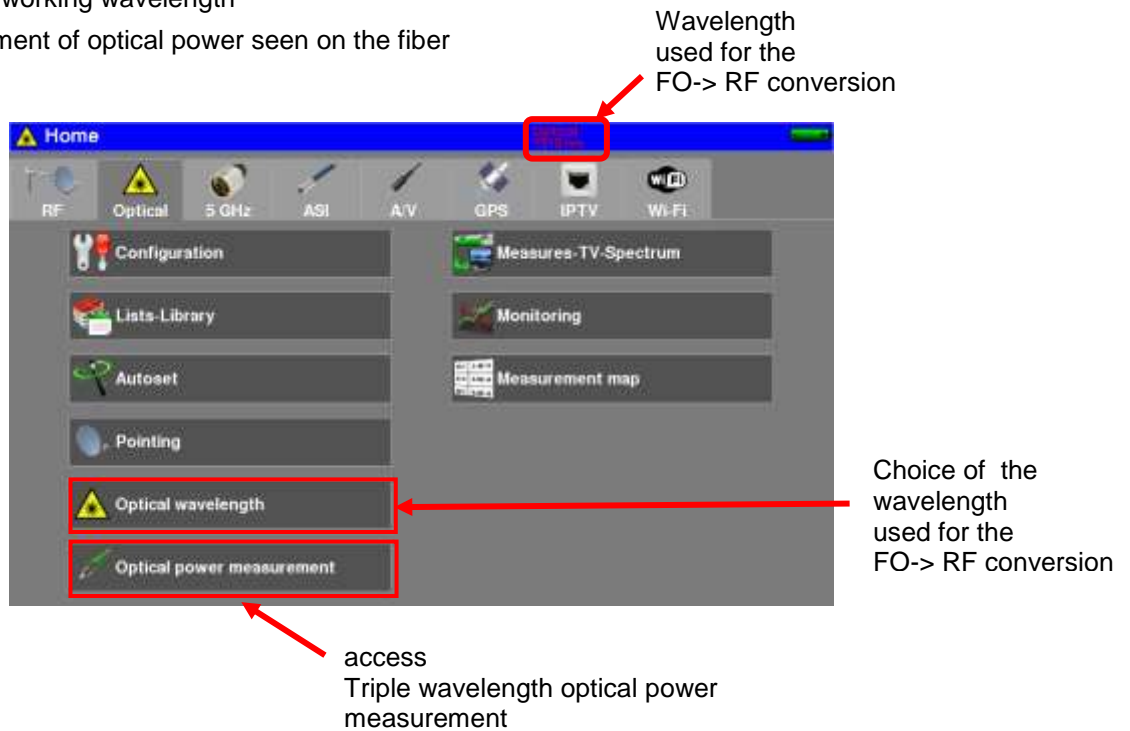 working wavelength
ment of optical power seen on the fiber
Wavelength
used for the
FO-> RF conversion
Home
Optical
RF
Optical
5 GHz
ASI
A/V
GPS
IPTV
Wi-Fi
Configuration
Measures-TV-Spectrum
Lists-Library
Monitoring
Autoset
Measurement map
Pointing
Optical wavelength
Optical power measurement
Choice of the
wavelength
used for the
FO-> RF conversion
access
Triple wavelength optical power
measurement